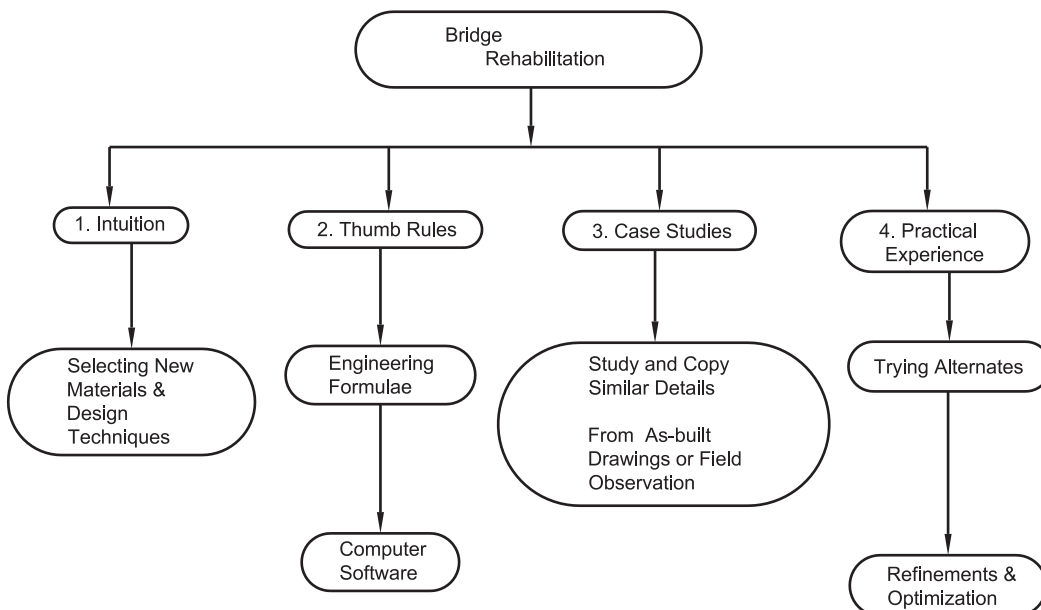 Bridge
Rehabilitation
1. Intuition
2. Thumb Rules
3. Case Studies
4. Practical
Experience
Selecting New
Materials &
Design
Techniques
Engineering
Formulae
Study and Copy
Similar Details
From As-built
Drawings or Field
Observation
Trying Alternates
Computer
Software
Refinements &
Optimization